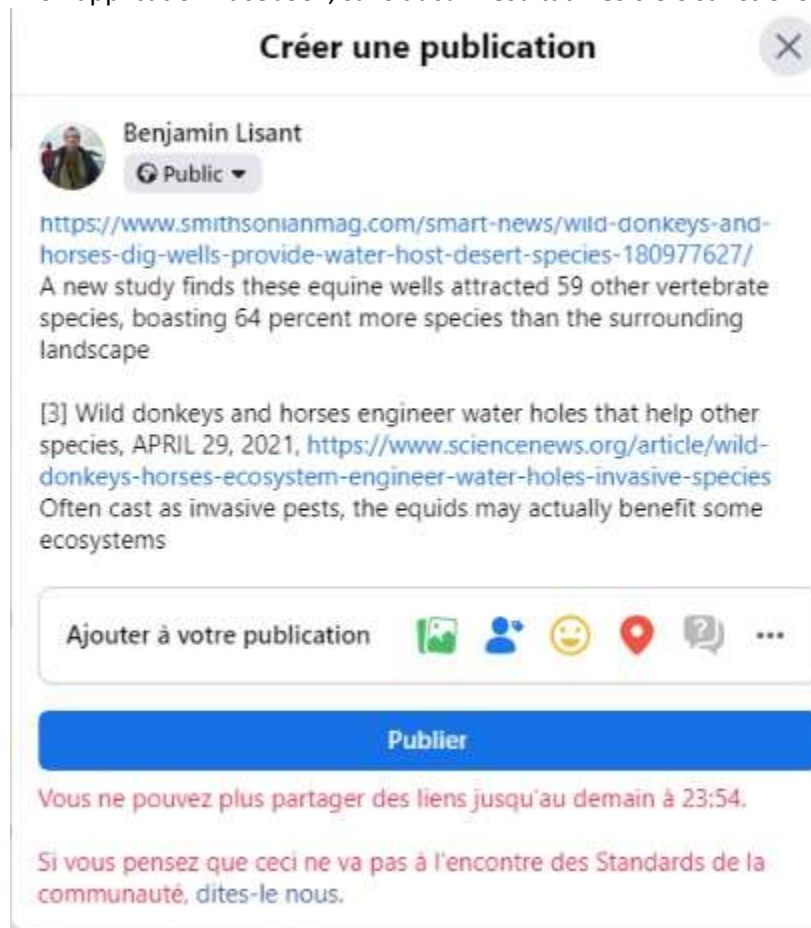 Créer une publication
Benjamin Lisant
Public
https://www.smithsonianmag.com/smart-news/wild-donkeys-and-
horses-dig-wells-provide-water-host-desert-species-180977627/
A new study finds these equine wells attracted 59 other vertebrate
species, boasting 64 percent more species than the surrounding
landscape
[3] Wild donkeys and horses engineer water holes that help other
species, APRIL 29, 2021, https://www.sciencenews.org/article/wild-
donkeys-horses-ecosystem-engineer-water-holes-invasive-species
Often cast as invasive pests, the equids may actually benefit some
ecosystems
Ajouter à votre publication
Publier
Vous ne pouvez plus partager des liens jusqu'au demain à 23:54.
Si vous pensez que ceci ne va pas à l'encontre des Standards de la
communauté, dites-le nous.